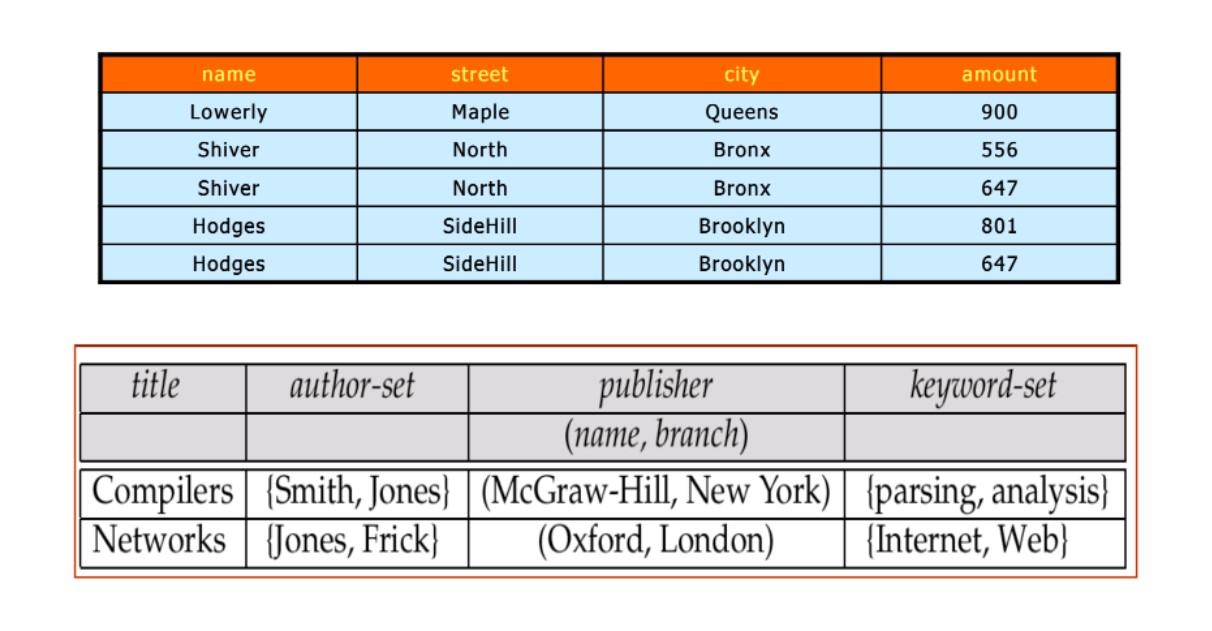 name street city amount
Lowerly Maple Queens 900
Shiver North Bronx 556
Shiver North Bronx 647
Hodges SideHill Brooklyn 801
Hodges SideHill Brooklyn 647
title author-set publisher keyword-set
(name, branch)
Compilers {Smith, Jones} (McGraw-Hill, New York) {parsing, analysis}
Networks {Jones, Frick} (Oxford, London) {Internet, Web}